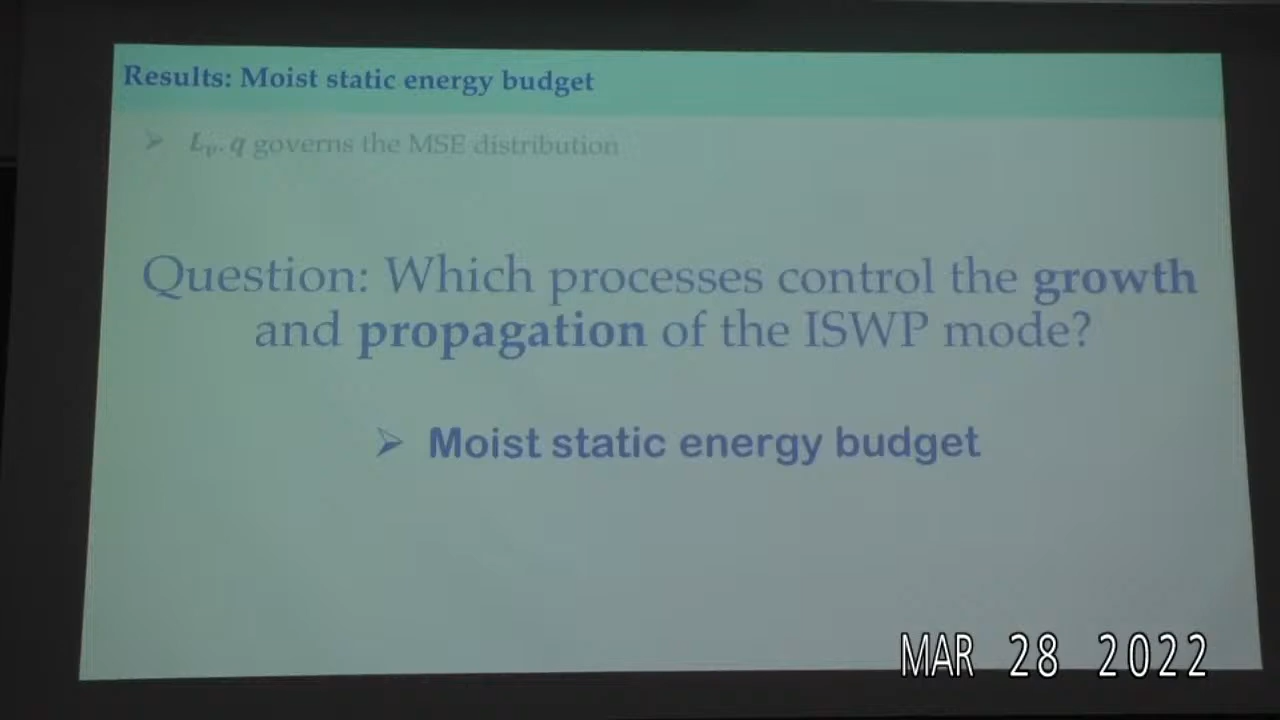 Results: Moist static energy budget
➢ Lᵥ. q governs the MSE distribution
Question: Which processes control the growth
and propagation of the ISWP mode?
➢ Moist static energy budget
MAR 28 2022